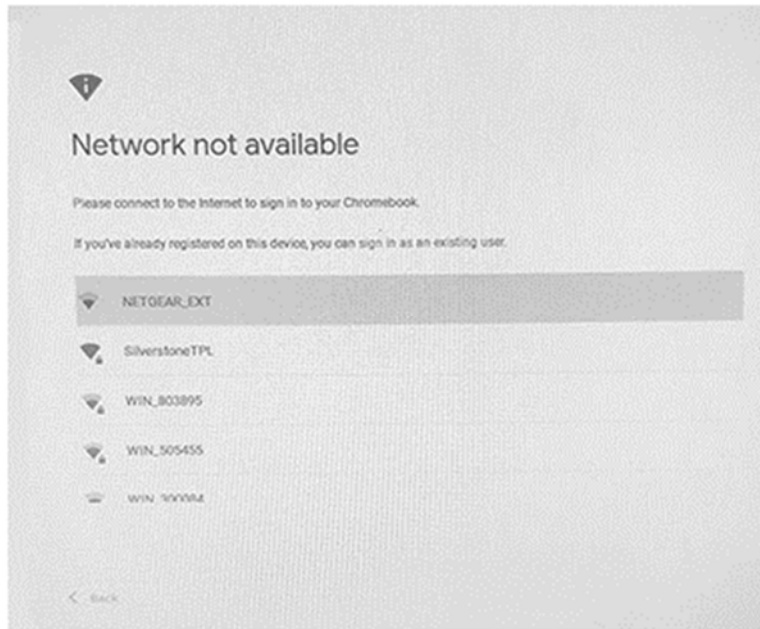 Network not available
Please connect to the Internet to sign in to your Chromebook.
If you've already registered on this device, you can sign in as an existing user.
NETGEAR_EXT
SilverstoneTPL
WIN_803895
WIN_505455
BACK